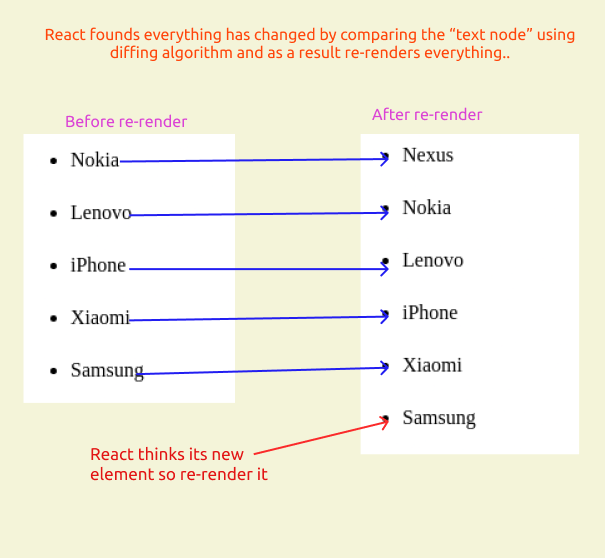 React founds everything has changed by comparing the “text node” using
diffing algorithm and as a result re-renders everything..
Before re-render
After re-render
Nokia
Lenovo
iPhone
Xiaomi
Samsung
Nexus
Nokia
Lenovo
iPhone
Xiaomi
Samsung
React thinks its new
element so re-render it